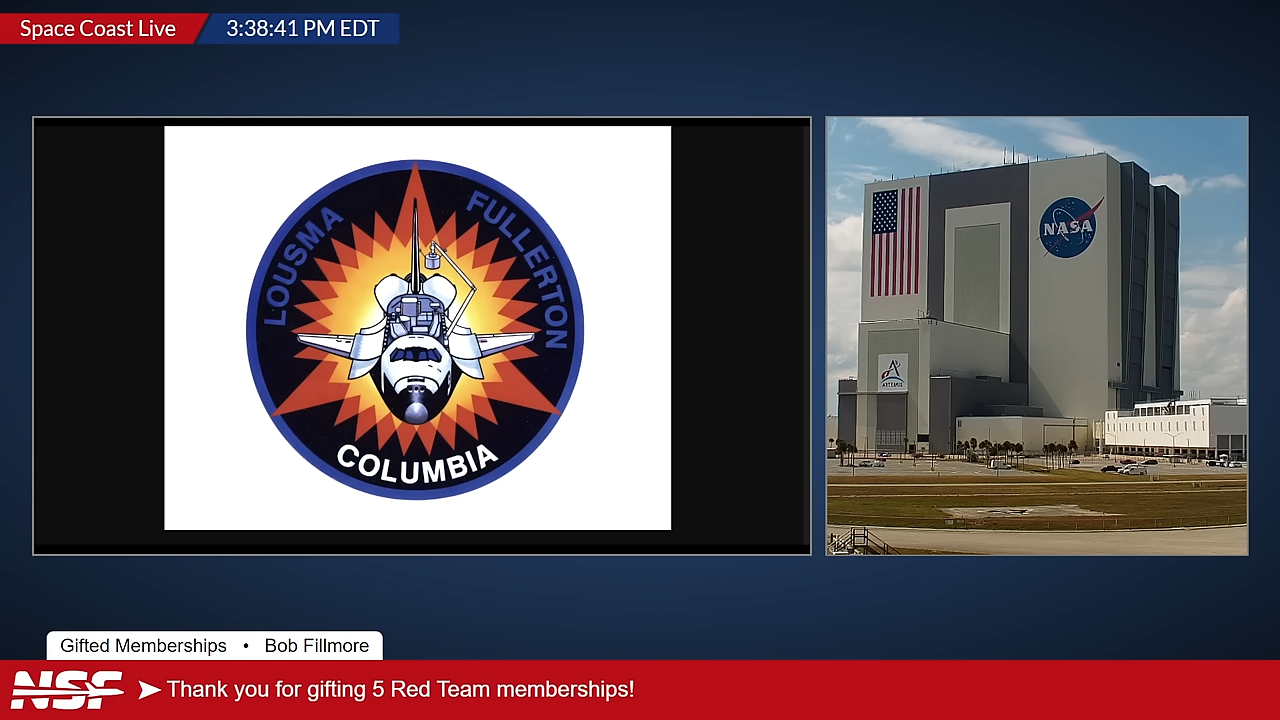 Space Coast Live
3:38:41 PM EDT
LOUSMA
FULLERTON
COLUMBIA
NASA
ARTEMIS
Gifted Memberships • Bob Fillmore
NSF
Thank you for gifting 5 Red Team memberships!